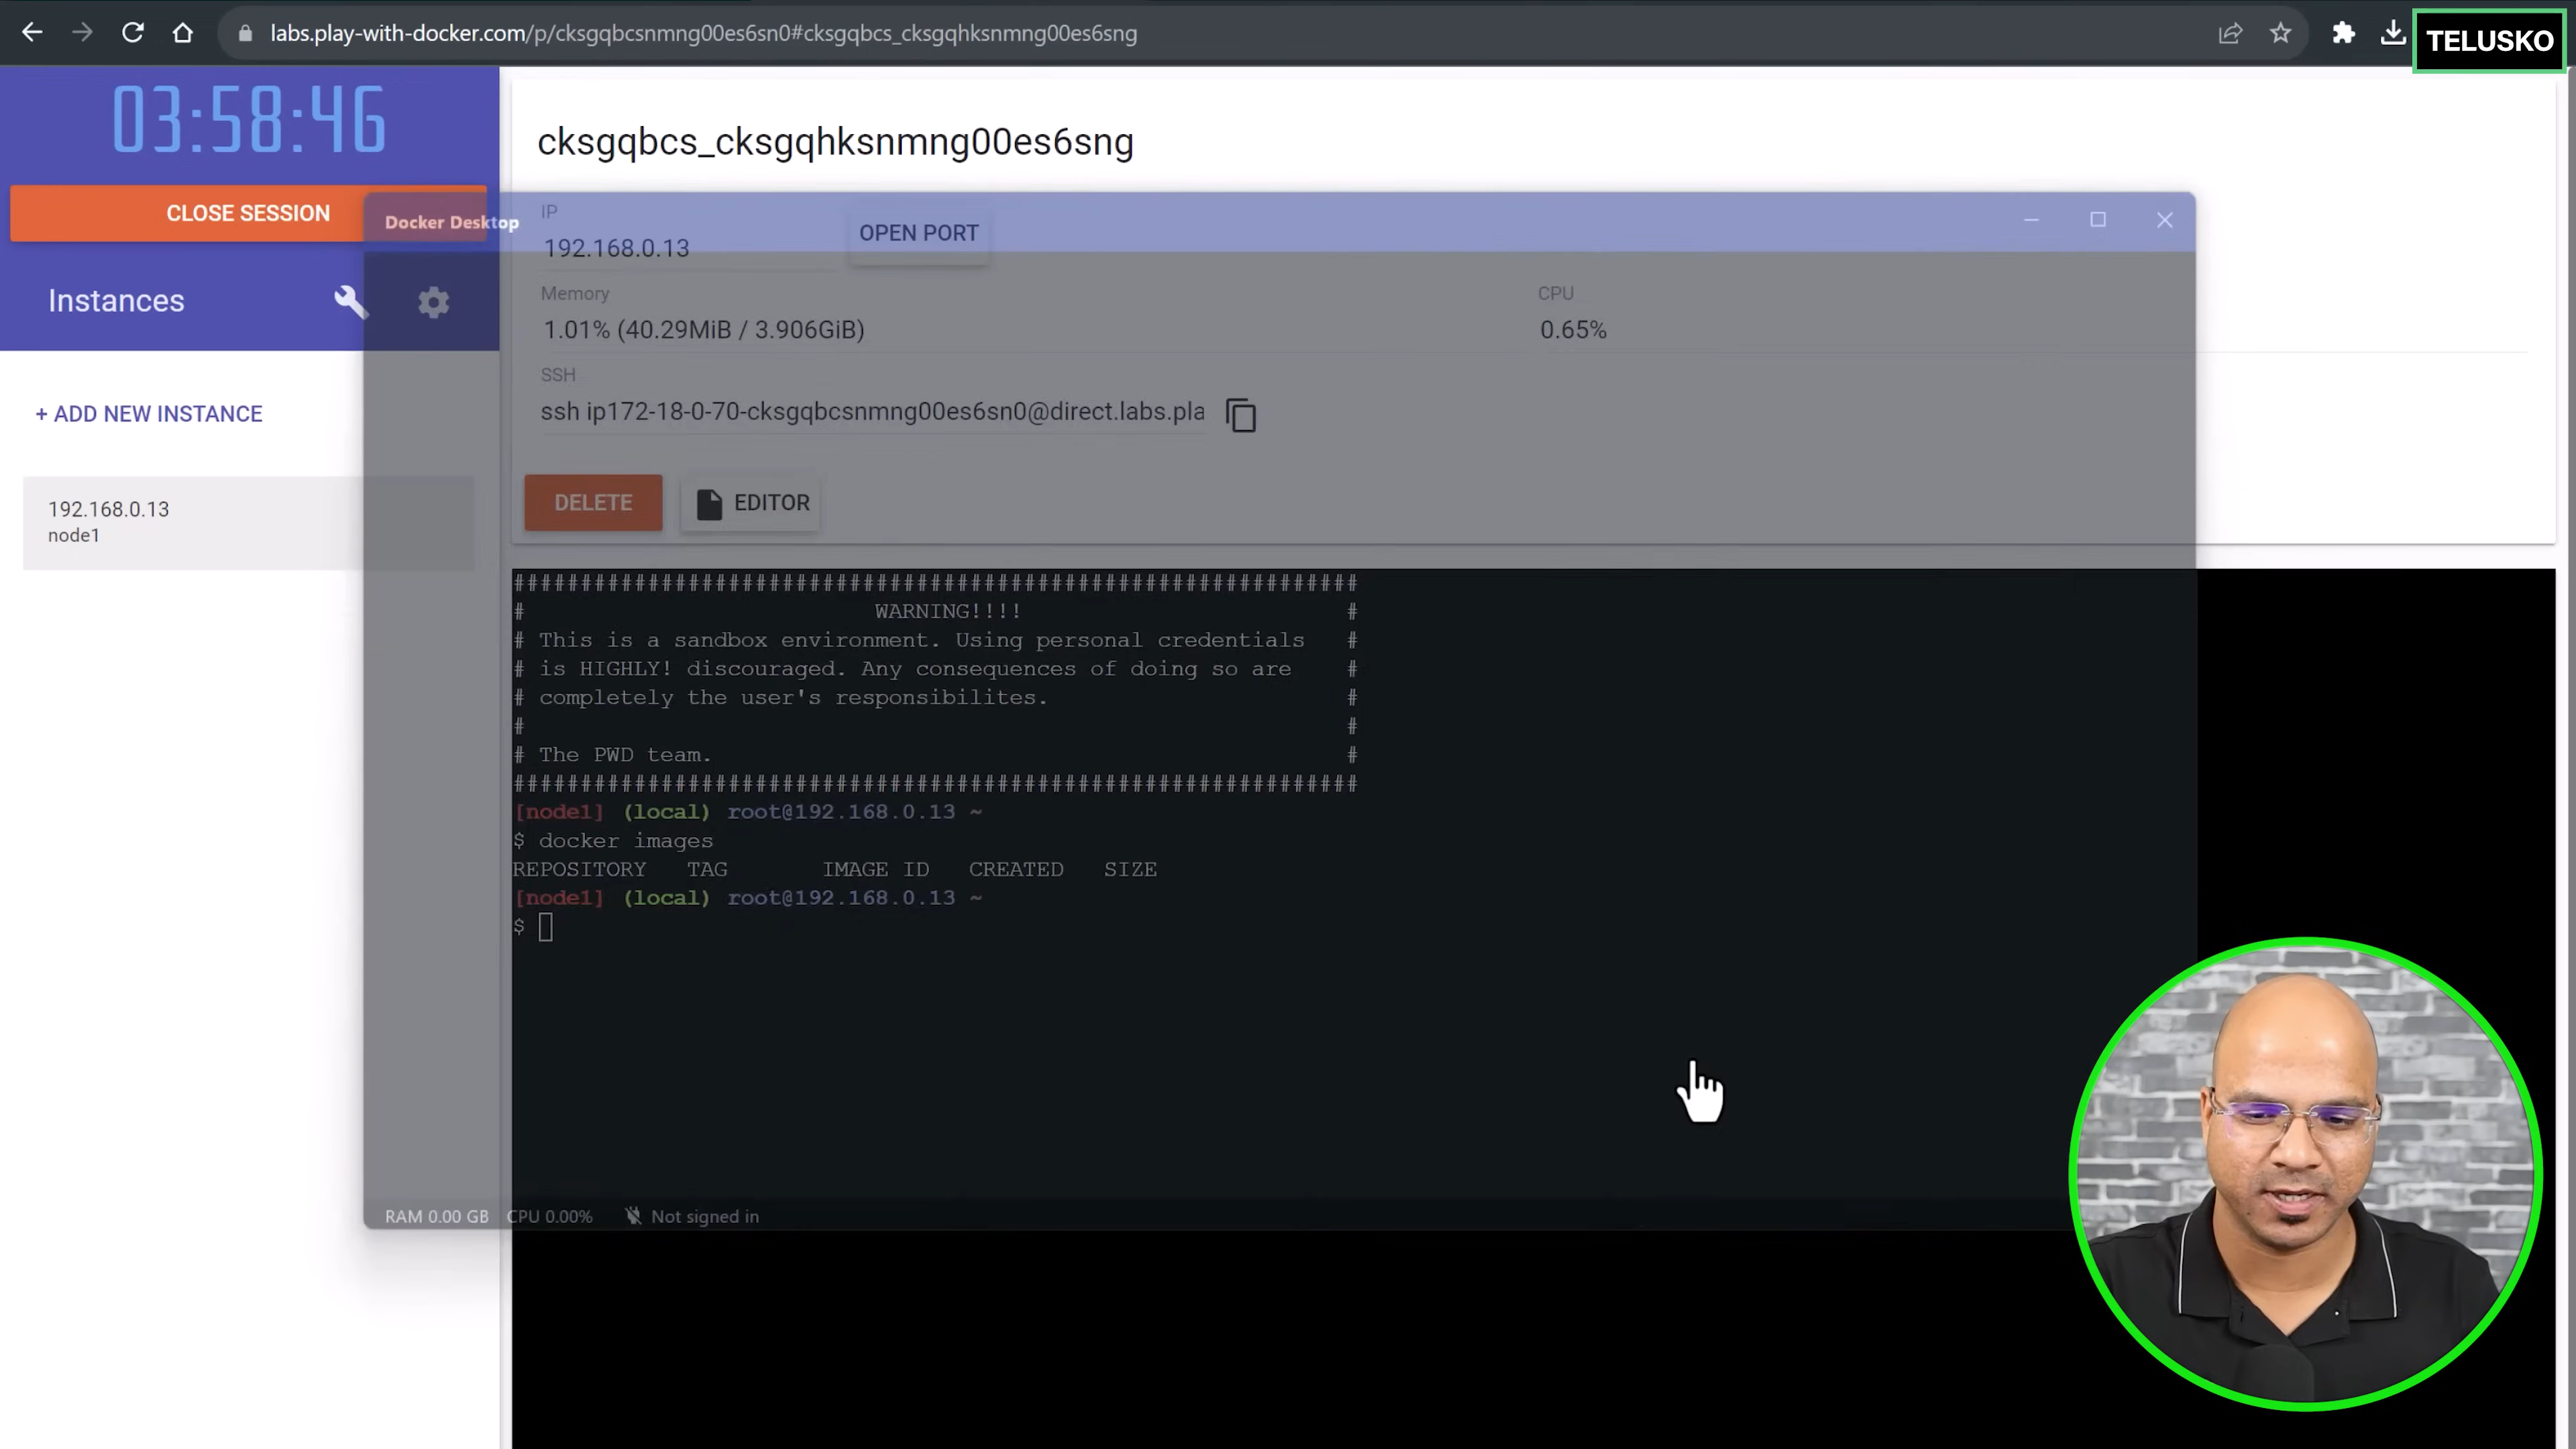 labs.play-with-docker.com/p/cksgqbcsnmng00es6sn0#cksgqbcs_cksgqhksnmng00es6sng
TELUSKO
03:58:46
CLOSE SESSION
Instances
+ ADD NEW INSTANCE
192.168.0.13
node1
cksgqbcs_cksgqhksnmng00es6sng
Docker Desktop
IP
192.168.0.13
OPEN PORT
Memory
1.01% (40.29MiB / 3.906GiB)
CPU
0.65%
SSH
ssh ip172-18-0-70-cksgqbcsnmng00es6sn0@direct.labs.pla
DELETE
EDITOR
###############################################################
# WARNING!!!! #
# This is a sandbox environment. Using personal credentials #
# is HIGHLY! discouraged. Any consequences of doing so are #
# completely the user's responsibilites. #
# #
# The PWD team. #
###############################################################
[node1] (local) root@192.168.0.13 ~
$ docker images
REPOSITORY TAG IMAGE ID CREATED SIZE
[node1] (local) root@192.168.0.13 ~
$
RAM 0.00 GB CPU 0.00% Not signed in